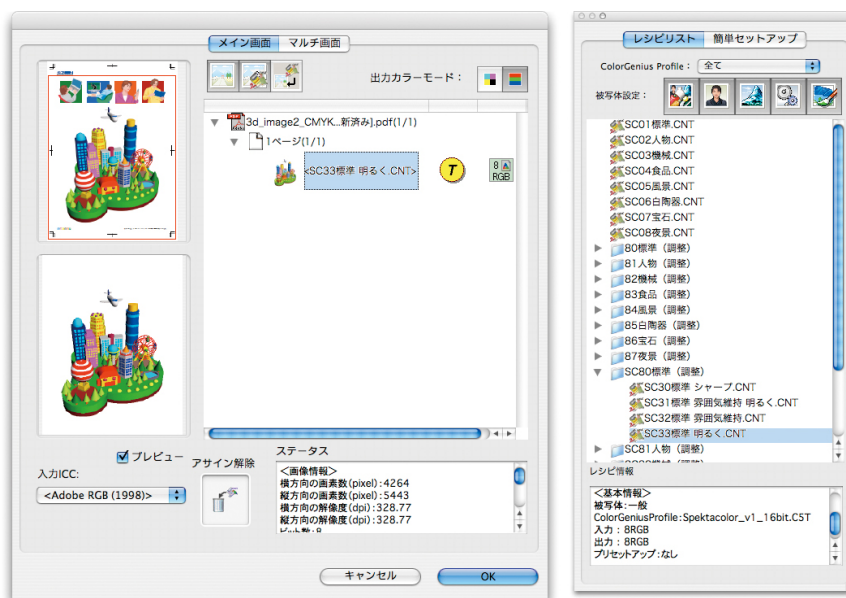 メイン画面 マルチ画面
出力カラーモード：
3d_image2_CMYK...新済み].pdf(1/1)
1ページ(1/1)
<SC33標準 明るく.CNT>
T
8
RGB
プレビュー
アサイン解除
入力ICC:
<Adobe RGB (1998)>
ステータス
<画像情報>
横方向の画素数(pixel):4264
縦方向の画素数(pixel):5443
横方向の解像度(dpi):328.77
縦方向の解像度(dpi):328.77
ビット数:8
キャンセル OK
レシピリスト 簡単セットアップ
ColorGenius Profile： 全て
被写体設定：
SC01標準.CNT
SC02人物.CNT
SC03機械.CNT
SC04食品.CNT
SC05風景.CNT
SC06白陶器.CNT
SC07宝石.CNT
SC08夜景.CNT
80標準（調整）
81人物（調整）
82機械（調整）
83食品（調整）
84風景（調整）
85白陶器（調整）
86宝石（調整）
87夜景（調整）
SC80標準（調整）
SC30標準 シャープ.CNT
SC31標準 雰囲気維持 明るく.CNT
SC32標準 雰囲気維持.CNT
SC33標準 明るく.CNT
SC81人物（調整）
レシピ情報
<基本情報>
被写体:一般
ColorGeniusProfile:Spektacolor_v1_16bit.C5T
入力：8RGB
出力：8RGB
プリセットアップ:なし